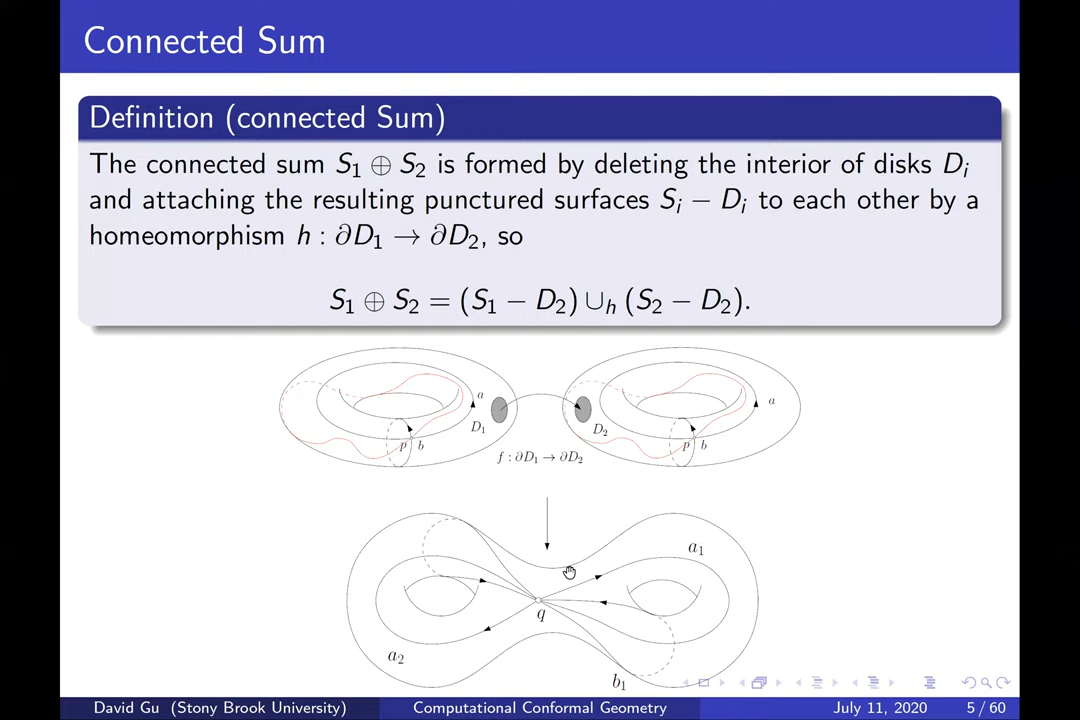 Connected Sum
Definition (connected Sum)
The connected sum S₁ ⊕ S₂ is formed by deleting the interior of disks Dᵢ
and attaching the resulting punctured surfaces Sᵢ − Dᵢ to each other by a
homeomorphism h : ∂D₁ → ∂D₂, so
S₁ ⊕ S₂ = (S₁ − D₂) ∪ₕ (S₂ − D₂).
a
a
D₁
D₂
p b
p b
f : ∂D₁ → ∂D₂
a₁
q
a₂
b₁
David Gu (Stony Brook University)
Computational Conformal Geometry
July 11, 2020
5 / 60